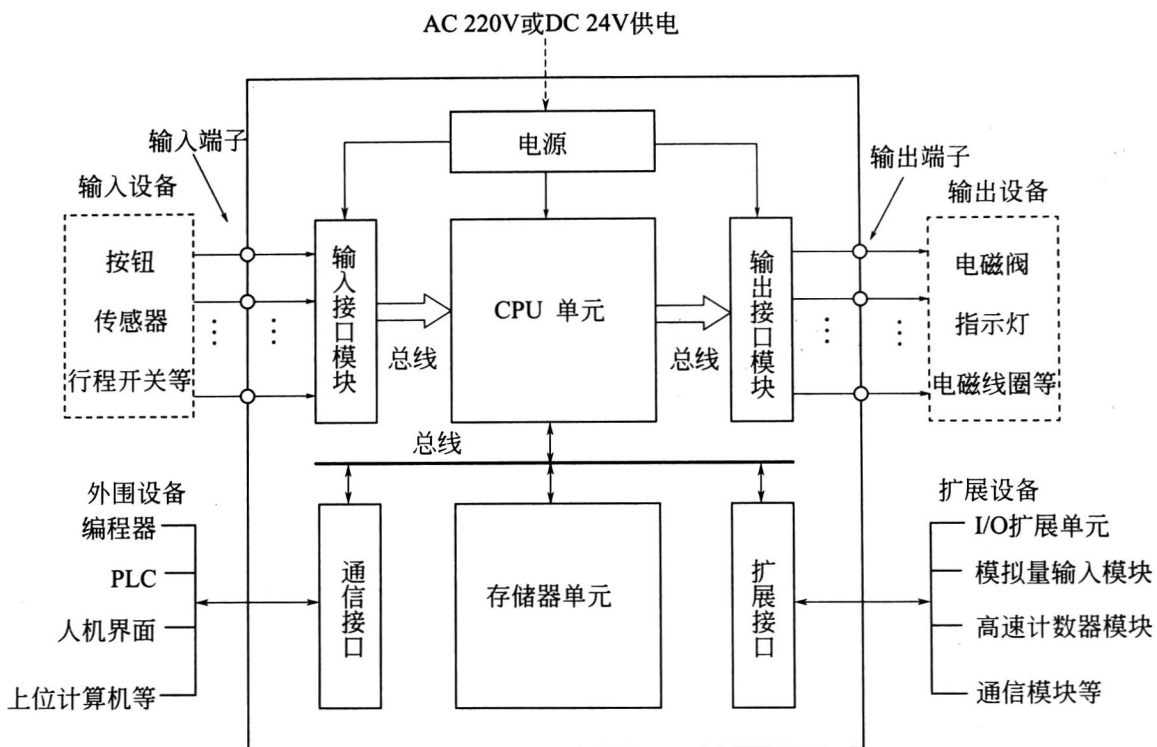 AC 220V或DC 24V供电
电源
输入端子
输出端子
输入设备
输出设备
按钮
传感器
行程开关等
输入接口模块
总线
CPU 单元
总线
输出接口模块
电磁阀
指示灯
电磁线圈等
总线
外围设备
编程器
PLC
人机界面
上位计算机等
通信接口
存储器单元
扩展接口
扩展设备
I/O扩展单元
模拟量输入模块
高速计数器模块
通信模块等